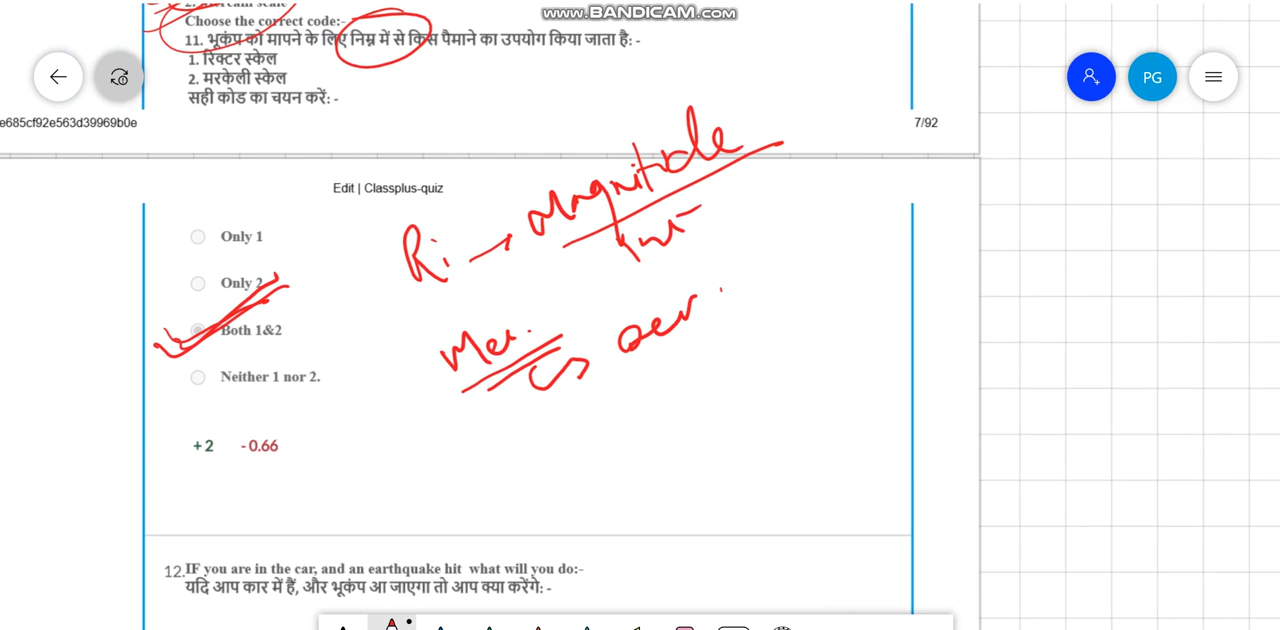 www.BANDICAM.com
Choose the correct code:-
11. भूकंप को मापने के लिए निम्न में से किस पैमाने का उपयोग किया जाता है: -
1. रिक्टर स्केल
2. मरकेली स्केल
सही कोड का चयन करें: -
e685cf92e563d39969b0e
7/92
PG
Edit | Classplus-quiz
Only 1
Only 2
Both 1&2
Neither 1 nor 2.
Ri → Magnitude
Mer.
+2 -0.66
12. IF you are in the car, and an earthquake hit what will you do:-
यदि आप कार में हैं, और भूकंप आ जाएगा तो आप क्या करेंगे: -